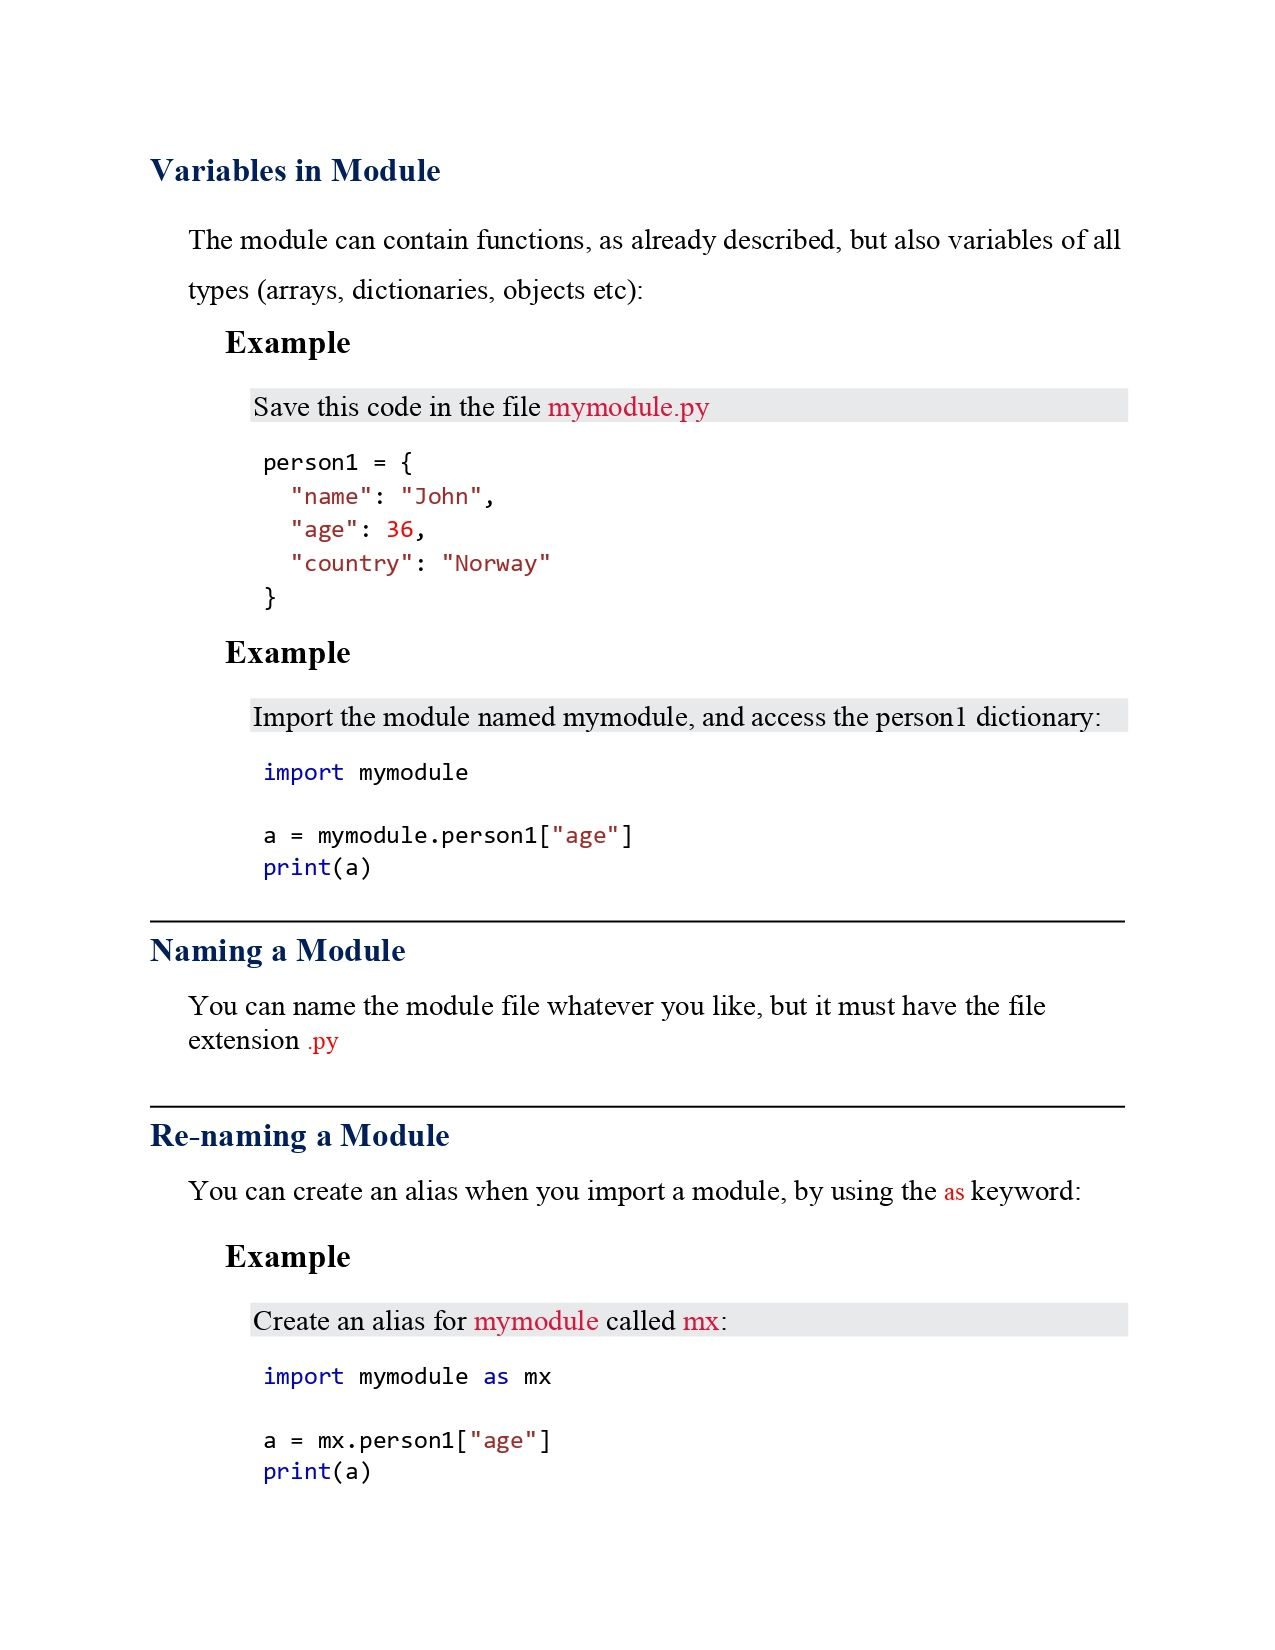 Variables in Module
The module can contain functions, as already described, but also variables of all
types (arrays, dictionaries, objects etc):
Example
Save this code in the file mymodule.py
person1 = {
  "name": "John",
  "age": 36,
  "country": "Norway"
}
Example
Import the module named mymodule, and access the person1 dictionary:
import mymodule
a = mymodule.person1["age"]
print(a)
Naming a Module
You can name the module file whatever you like, but it must have the file
extension .py
Re-naming a Module
You can create an alias when you import a module, by using the as keyword:
Example
Create an alias for mymodule called mx:
import mymodule as mx
a = mx.person1["age"]
print(a)